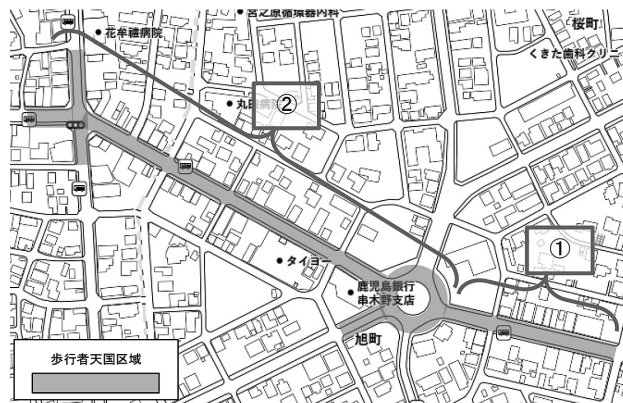 宮之原循環器内科
桜町
花牟禮病院
くきた歯科クリー
丸田病院
②
①
タイヨー
鹿児島銀行
串木野支店
旭町
歩行者天国区域